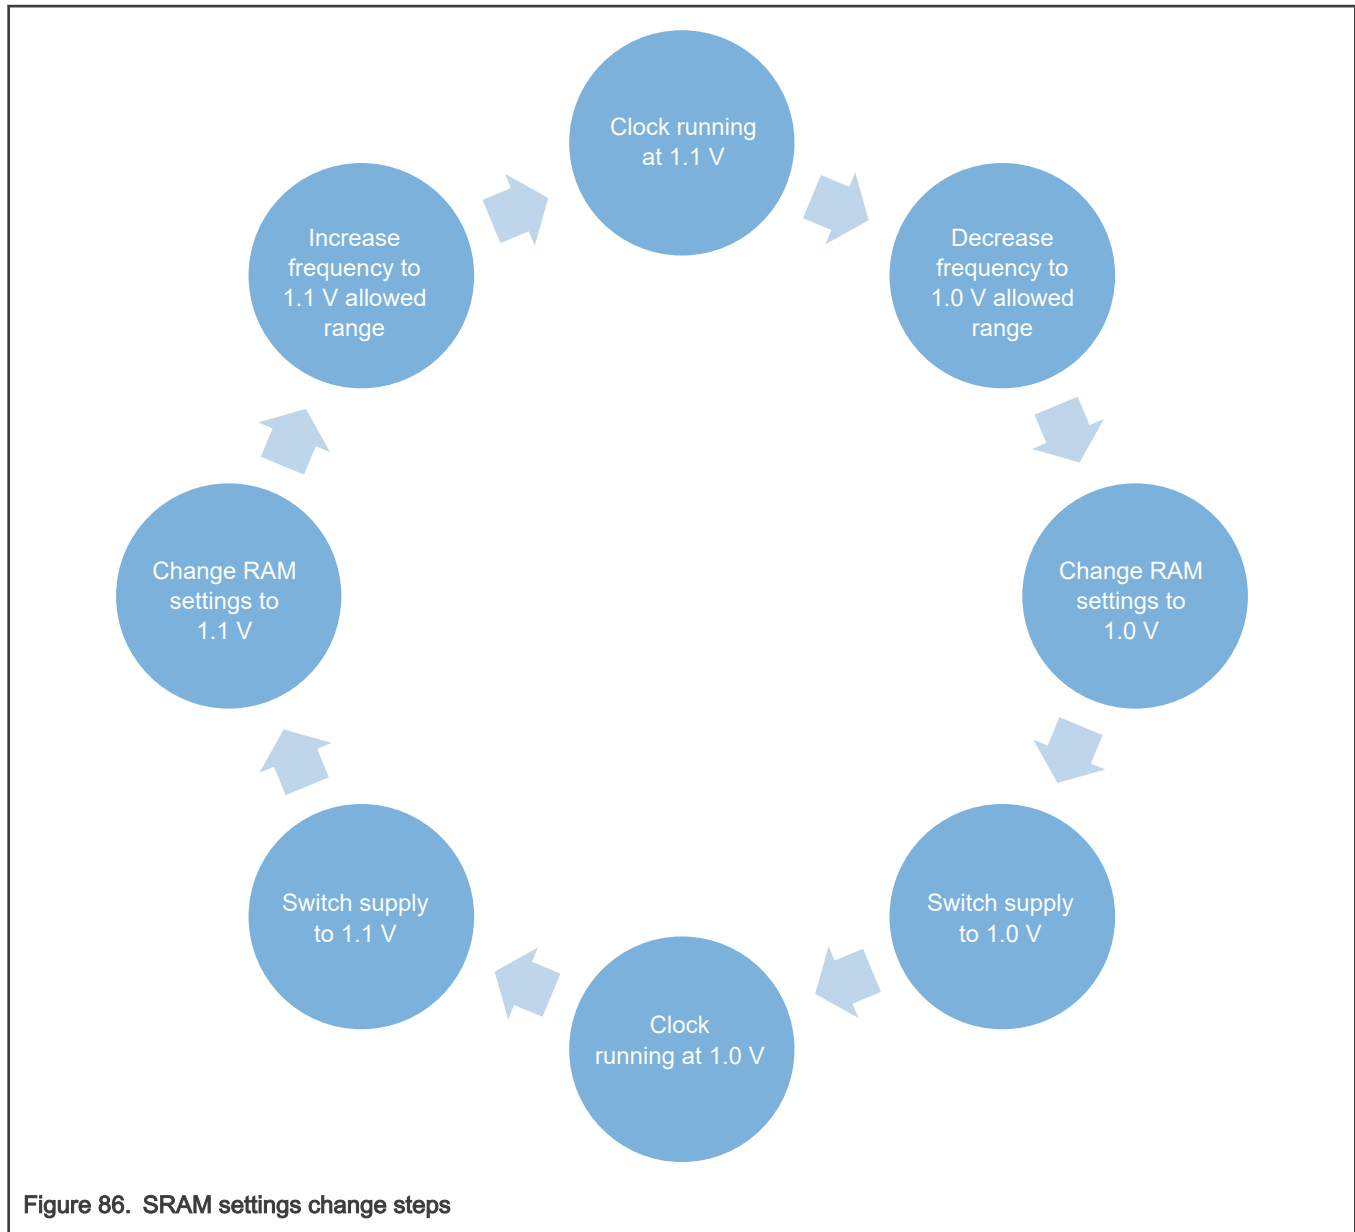 Clock running
at 1.1 V
Decrease
frequency to
1.0 V allowed
range
Change RAM
settings to
1.0 V
Switch supply
to 1.0 V
Clock
running at 1.0 V
Switch supply
to 1.1 V
Change RAM
settings to
1.1 V
Increase
frequency to
1.1 V allowed
range
Figure 86. SRAM settings change steps